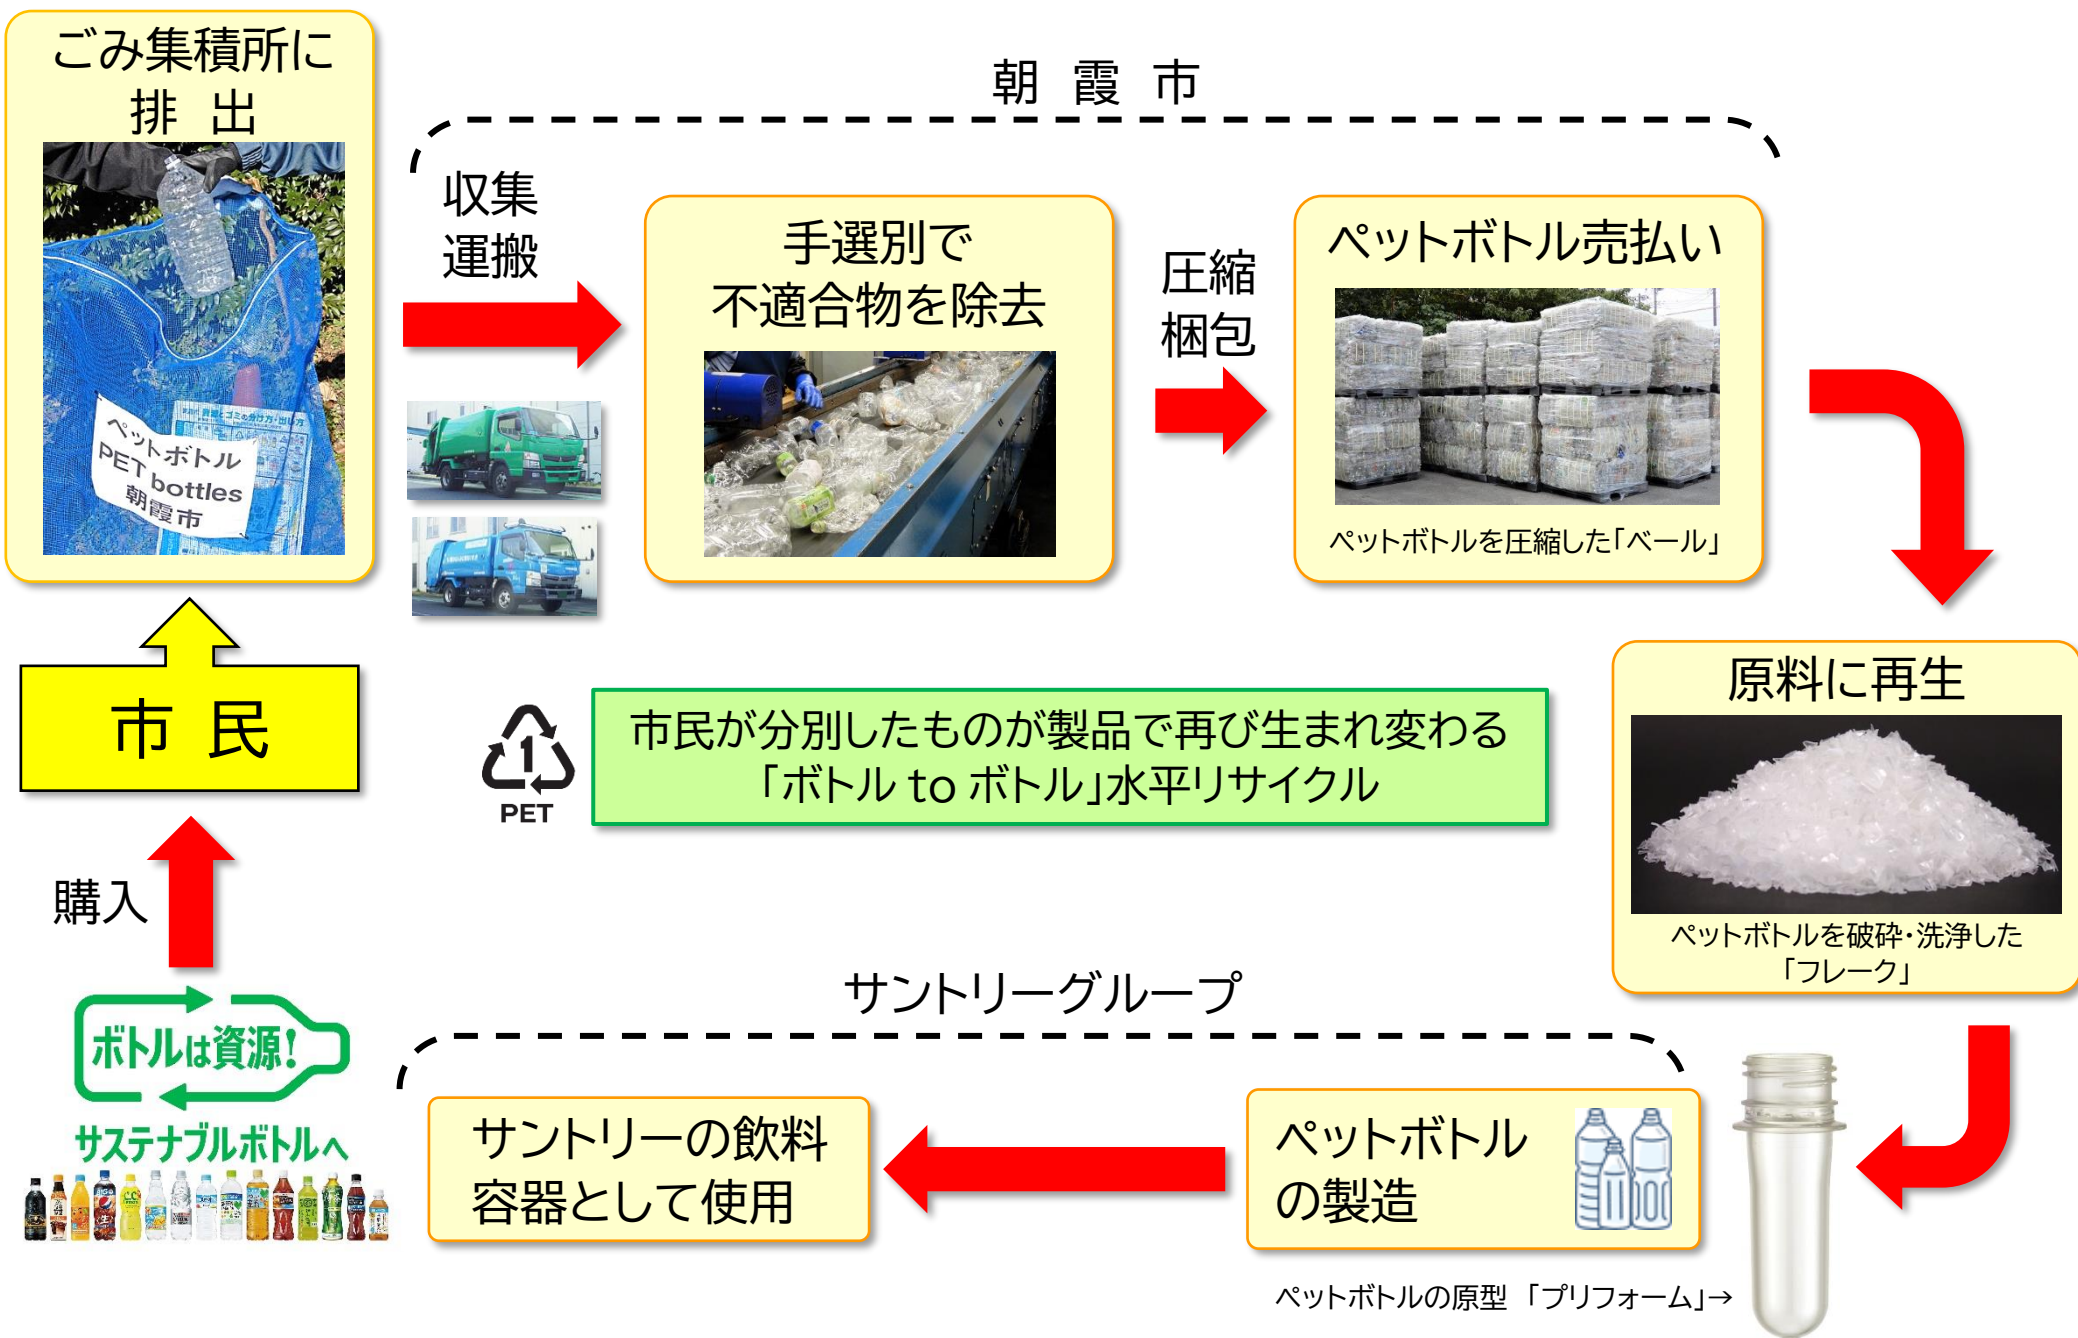 ごみ集積所に
排 出
ペットボトル
PET bottles
朝霞市
朝 霞 市
収集
運搬
手選別で
不適合物を除去
圧縮
梱包
ペットボトル売払い
ペットボトルを圧縮した「ベール」
市 民
1
PET
市民が分別したものが製品で再び生まれ変わる
「ボトル to ボトル」水平リサイクル
原料に再生
ペットボトルを破砕・洗浄した
「フレーク」
購入
ボトルは資源!
サステナブルボトルへ
サントリーグループ
サントリーの飲料
容器として使用
ペットボトル
の製造
ペットボトルの原型 「プリフォーム」→